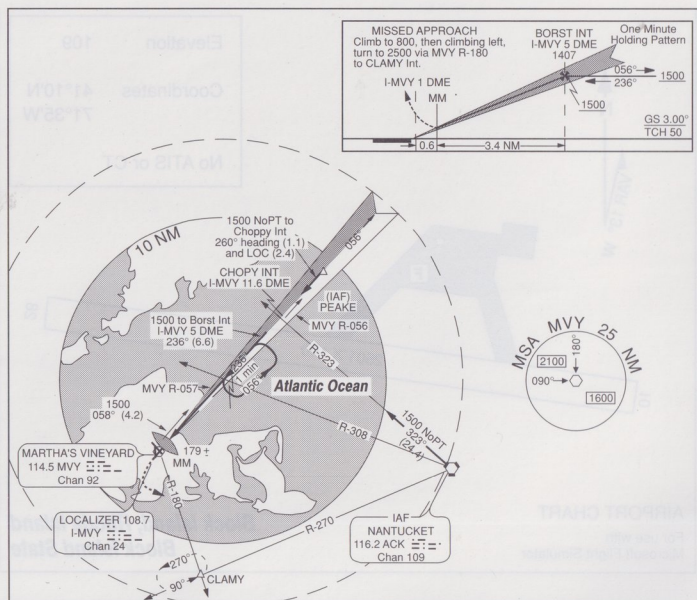 MISSED APPROACH
Climb to 800, then climbing left,
turn to 2500 via MVY R-180
to CLAMY Int.
BORST INT
I-MVY 5 DME
1407
One Minute
Holding Pattern
I-MVY 1 DME
MM
056°
236°
1500
1500
GS 3.00°
TCH 50
0.6
3.4 NM
10 NM
1500 NoPT to
Choppy Int
260° heading (1.1)
and LOC (2.4)
056°
CHOPY INT
I-MVY 11.6 DME
(IAF)
PEAKE
1500 to Borst Int
I-MVY 5 DME
236° (6.6)
MVY R-056
R-323
236°
1 min
056°
MVY R-057
Atlantic Ocean
1500
058° (4.2)
R-308
1500 NoPT
323°
(24.4)
MARTHA'S VINEYARD
114.5 MVY
Chan 92
179 ±
MM
R-180
LOCALIZER 108.7
I-MVY
Chan 24
R-270
IAF
NANTUCKET
116.2 ACK
Chan 109
270°
90°
CLAMY
MSA MVY 25 NM
2100
180°
090°
1600
Elevation 109
Coordinates 41°10'N
71°35'W
No ATIS or CT
AIRPORT CHART